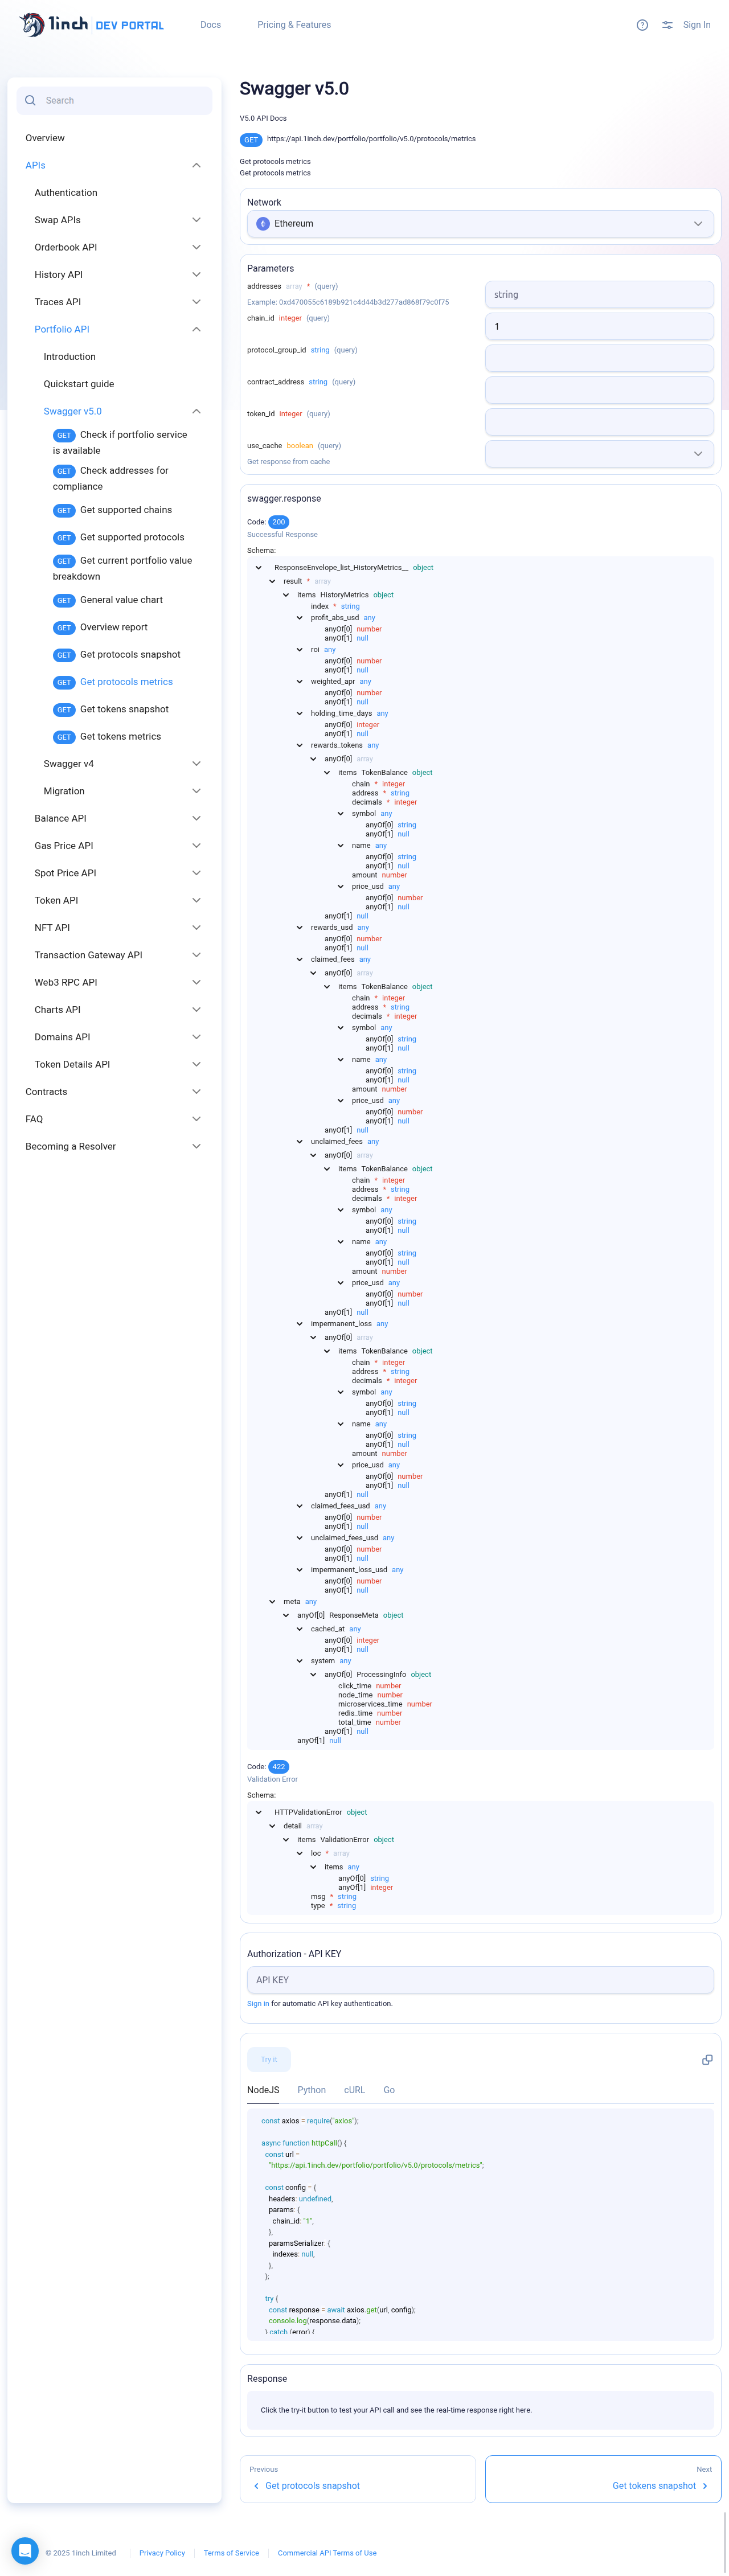 1inch DEV PORTAL
Docs
Pricing & Features
Sign In
Search
Overview
APIs
Authentication
Swap APIs
Orderbook API
History API
Traces API
Portfolio API
Introduction
Quickstart guide
Swagger v5.0
GET Check if portfolio service
is available
GET Check addresses for
compliance
GET Get supported chains
GET Get supported protocols
GET Get current portfolio value
breakdown
GET General value chart
GET Overview report
GET Get protocols snapshot
GET Get protocols metrics
GET Get tokens snapshot
GET Get tokens metrics
Swagger v4
Migration
Balance API
Gas Price API
Spot Price API
Token API
NFT API
Transaction Gateway API
Web3 RPC API
Charts API
Domains API
Token Details API
Contracts
FAQ
Becoming a Resolver
Swagger v5.0
V5.0 API Docs
GET https://api.1inch.dev/portfolio/portfolio/v5.0/protocols/metrics
Get protocols metrics
Get protocols metrics
Network
Ethereum
Parameters
addresses array * (query)
string
Example: 0xd470055c6189b921c4d44b3d277ad868f79c0f75
chain_id integer (query)
1
protocol_group_id string (query)
contract_address string (query)
token_id integer (query)
use_cache boolean (query)
Get response from cache
swagger.response
Code: 200
Successful Response
Schema:
ResponseEnvelope_list_HistoryMetrics__ object
result * array
items HistoryMetrics object
index * string
profit_abs_usd any
anyOf[0] number
anyOf[1] null
roi any
anyOf[0] number
anyOf[1] null
weighted_apr any
anyOf[0] number
anyOf[1] null
holding_time_days any
anyOf[0] integer
anyOf[1] null
rewards_tokens any
anyOf[0] array
items TokenBalance object
chain * integer
address * string
decimals * integer
symbol any
anyOf[0] string
anyOf[1] null
name any
anyOf[0] string
anyOf[1] null
amount number
price_usd any
anyOf[0] number
anyOf[1] null
anyOf[1] null
rewards_usd any
anyOf[0] number
anyOf[1] null
claimed_fees any
anyOf[0] array
items TokenBalance object
chain * integer
address * string
decimals * integer
symbol any
anyOf[0] string
anyOf[1] null
name any
anyOf[0] string
anyOf[1] null
amount number
price_usd any
anyOf[0] number
anyOf[1] null
anyOf[1] null
unclaimed_fees any
anyOf[0] array
items TokenBalance object
chain * integer
address * string
decimals * integer
symbol any
anyOf[0] string
anyOf[1] null
name any
anyOf[0] string
anyOf[1] null
amount number
price_usd any
anyOf[0] number
anyOf[1] null
anyOf[1] null
impermanent_loss any
anyOf[0] array
items TokenBalance object
chain * integer
address * string
decimals * integer
symbol any
anyOf[0] string
anyOf[1] null
name any
anyOf[0] string
anyOf[1] null
amount number
price_usd any
anyOf[0] number
anyOf[1] null
anyOf[1] null
claimed_fees_usd any
anyOf[0] number
anyOf[1] null
unclaimed_fees_usd any
anyOf[0] number
anyOf[1] null
impermanent_loss_usd any
anyOf[0] number
anyOf[1] null
meta any
anyOf[0] ResponseMeta object
cached_at any
anyOf[0] integer
anyOf[1] null
system any
anyOf[0] ProcessingInfo object
click_time number
node_time number
microservices_time number
redis_time number
total_time number
anyOf[1] null
anyOf[1] null
Code: 422
Validation Error
Schema:
HTTPValidationError object
detail array
items ValidationError object
loc * array
items any
anyOf[0] string
anyOf[1] integer
msg * string
type * string
Authorization - API KEY
API KEY
Sign in for automatic API key authentication.
Try It
NodeJS Python cURL Go
const axios = require("axios");
async function httpCall() {
const url =
"https://api.1inch.dev/portfolio/portfolio/v5.0/protocols/metrics";
const config = {
headers: undefined,
params: {
chain_id: "1",
},
paramsSerializer: {
indexes: null,
},
};
try {
const response = await axios.get(url, config);
console.log(response.data);
} catch (error) {
Response
Click the try-it button to test your API call and see the real-time response right here.
Previous
Get protocols snapshot
Next
Get tokens snapshot
© 2025 1inch Limited
Privacy Policy
Terms of Service
Commercial API Terms of Use